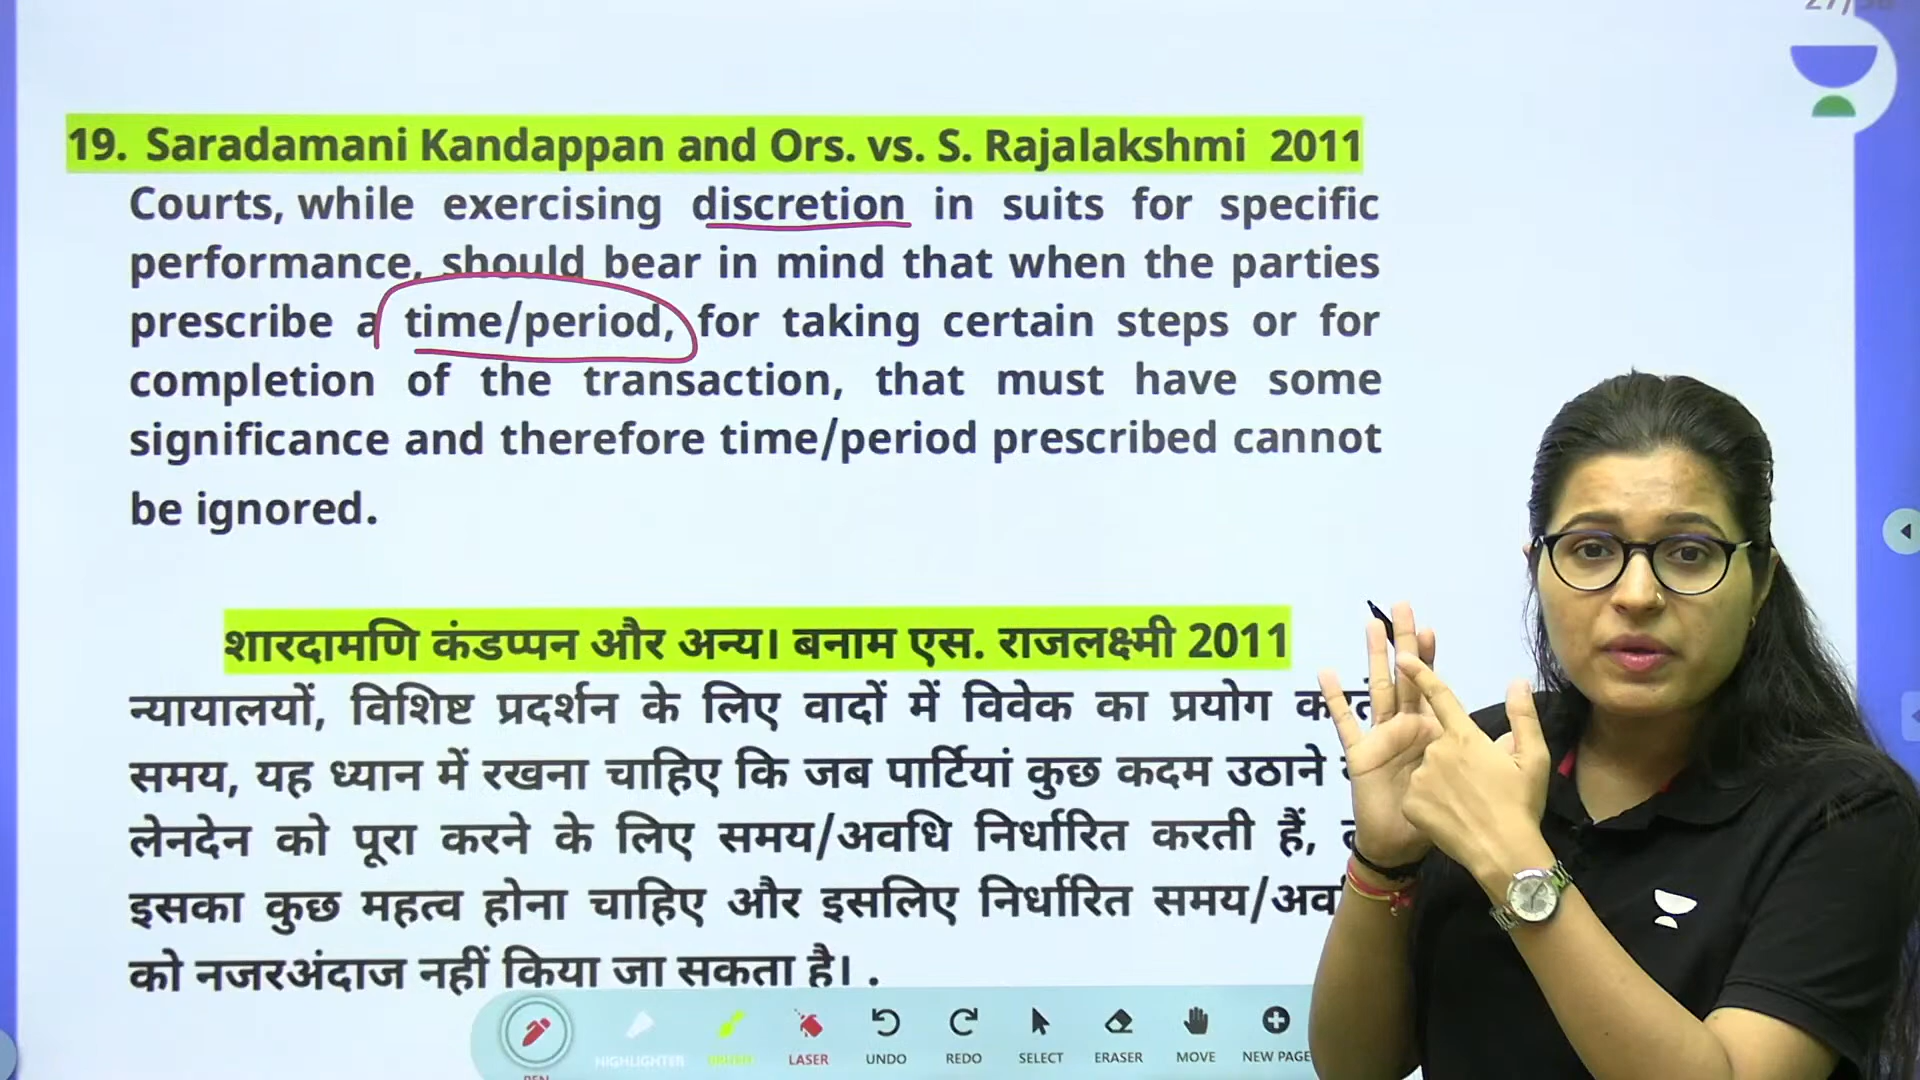 19. Saradamani Kandappan and Ors. vs. S. Rajalakshmi 2011
Courts, while exercising discretion in suits for specific
performance, should bear in mind that when the parties
prescribe a time/period, for taking certain steps or for
completion of the transaction, that must have some
significance and therefore time/period prescribed cannot
be ignored.
शारदामणि कंडप्पन और अन्य। बनाम एस. राजलक्ष्मी 2011
न्यायालयों, विशिष्ट प्रदर्शन के लिए वादों में विवेक का प्रयोग
समय, यह ध्यान में रखना चाहिए कि जब पार्टियां कुछ कदम उठाने
लेनदेन को पूरा करने के लिए समय/अवधि निर्धारित करती हैं,
इसका कुछ महत्व होना चाहिए और इसलिए निर्धारित
को नजरअंदाज नहीं किया जा सकता है। .
HIGHLIGHTER LASER UNDO REDO SELECT ERASER MOVE NEW PAGE